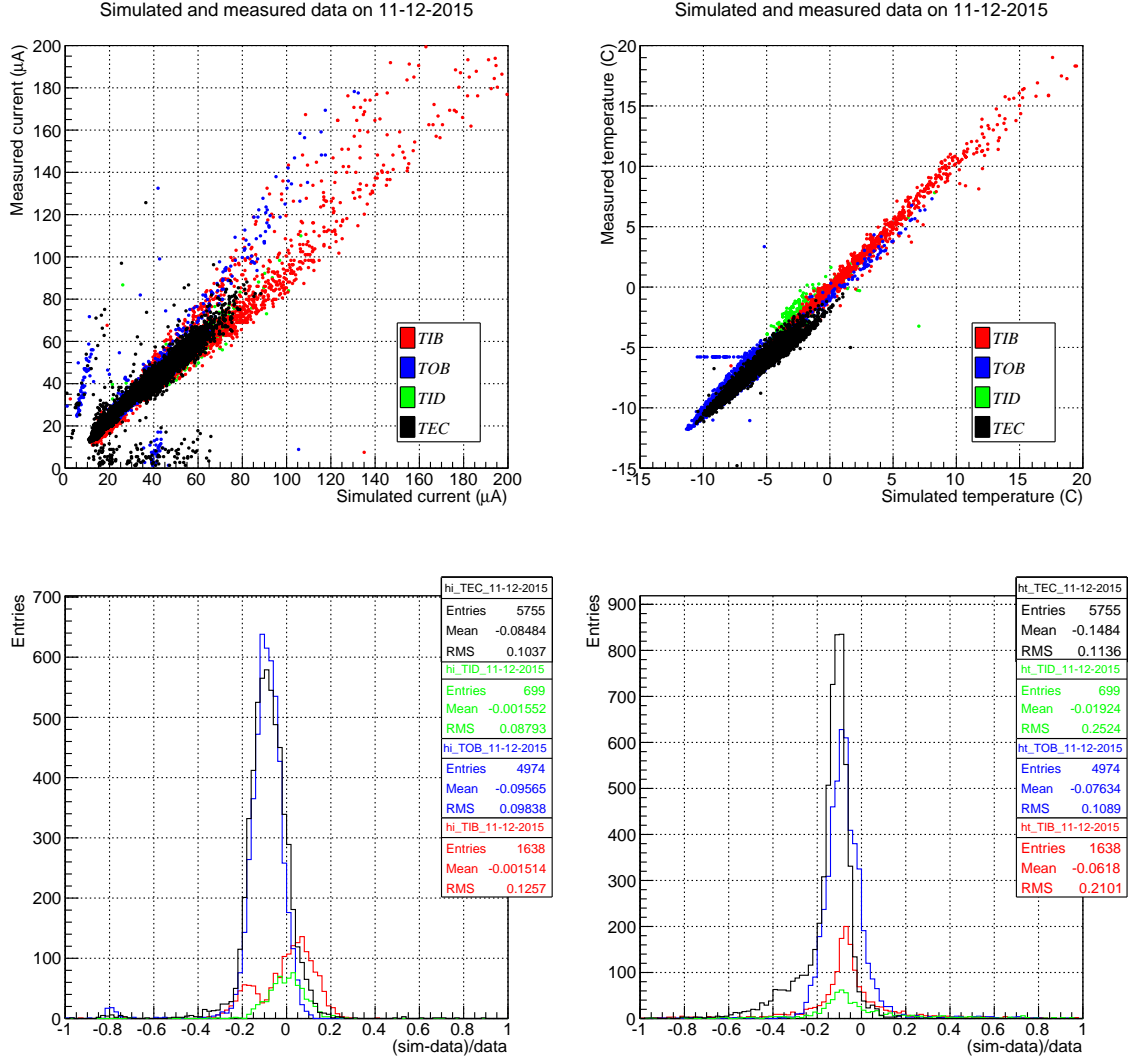 Simulated and measured data on 11-12-2015
Measured current (μA)
200
180
160
140
120
100
80
60
40
20
0
0 20 40 60 80 100 120 140 160 180 200
Simulated current (μA)
TIB
TOB
TID
TEC
Simulated and measured data on 11-12-2015
Measured temperature (C)
20
15
10
5
0
-5
-10
-15
-15 -10 -5 0 5 10 15 20
Simulated temperature (C)
TIB
TOB
TID
TEC
Entries
700
600
500
400
300
200
100
0
-1 -0.8 -0.6 -0.4 -0.2 0 0.2 0.4 0.6 0.8 1
(sim-data)/data
hi_TEC_11-12-2015
Entries 5755
Mean -0.08484
RMS 0.1037
hi_TID_11-12-2015
Entries 699
Mean -0.001552
RMS 0.08793
hi_TOB_11-12-2015
Entries 4974
Mean -0.09565
RMS 0.09838
hi_TIB_11-12-2015
Entries 1638
Mean -0.001514
RMS 0.1257
Entries
900
800
700
600
500
400
300
200
100
0
-1 -0.8 -0.6 -0.4 -0.2 0 0.2 0.4 0.6 0.8 1
(sim-data)/data
ht_TEC_11-12-2015
Entries 5755
Mean -0.1484
RMS 0.1136
ht_TID_11-12-2015
Entries 699
Mean -0.01924
RMS 0.2524
ht_TOB_11-12-2015
Entries 4974
Mean -0.07634
RMS 0.1089
ht_TIB_11-12-2015
Entries 1638
Mean -0.0618
RMS 0.2101